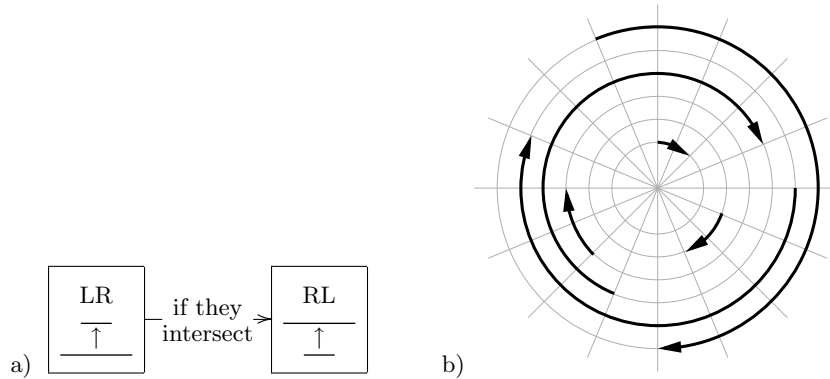 LR
if they
intersect
RL
a)
b)